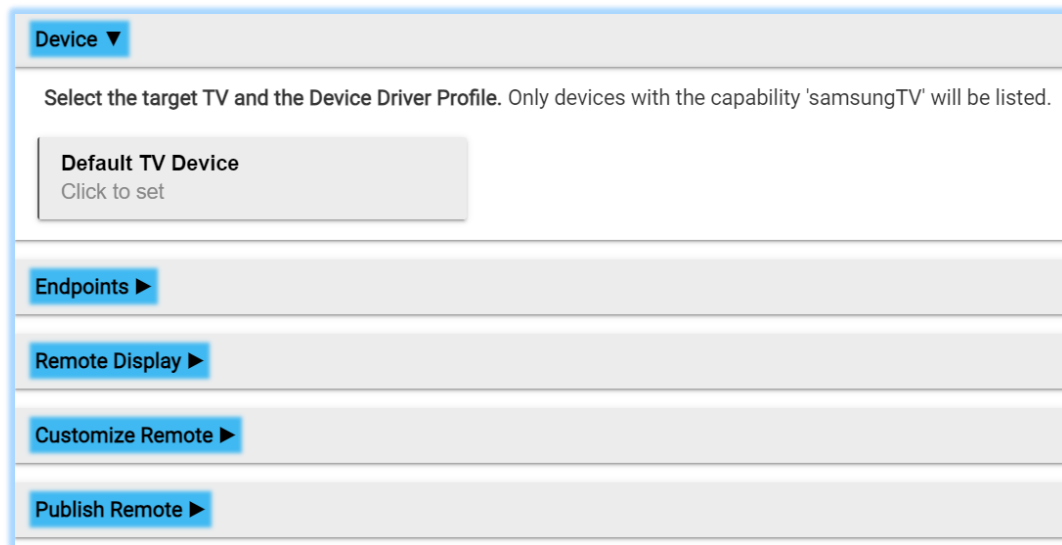 Device ▼
Select the target TV and the Device Driver Profile. Only devices with the capability 'samsungTV' will be listed.
Default TV Device
Click to set
Endpoints ▶
Remote Display ▶
Customize Remote ▶
Publish Remote ▶